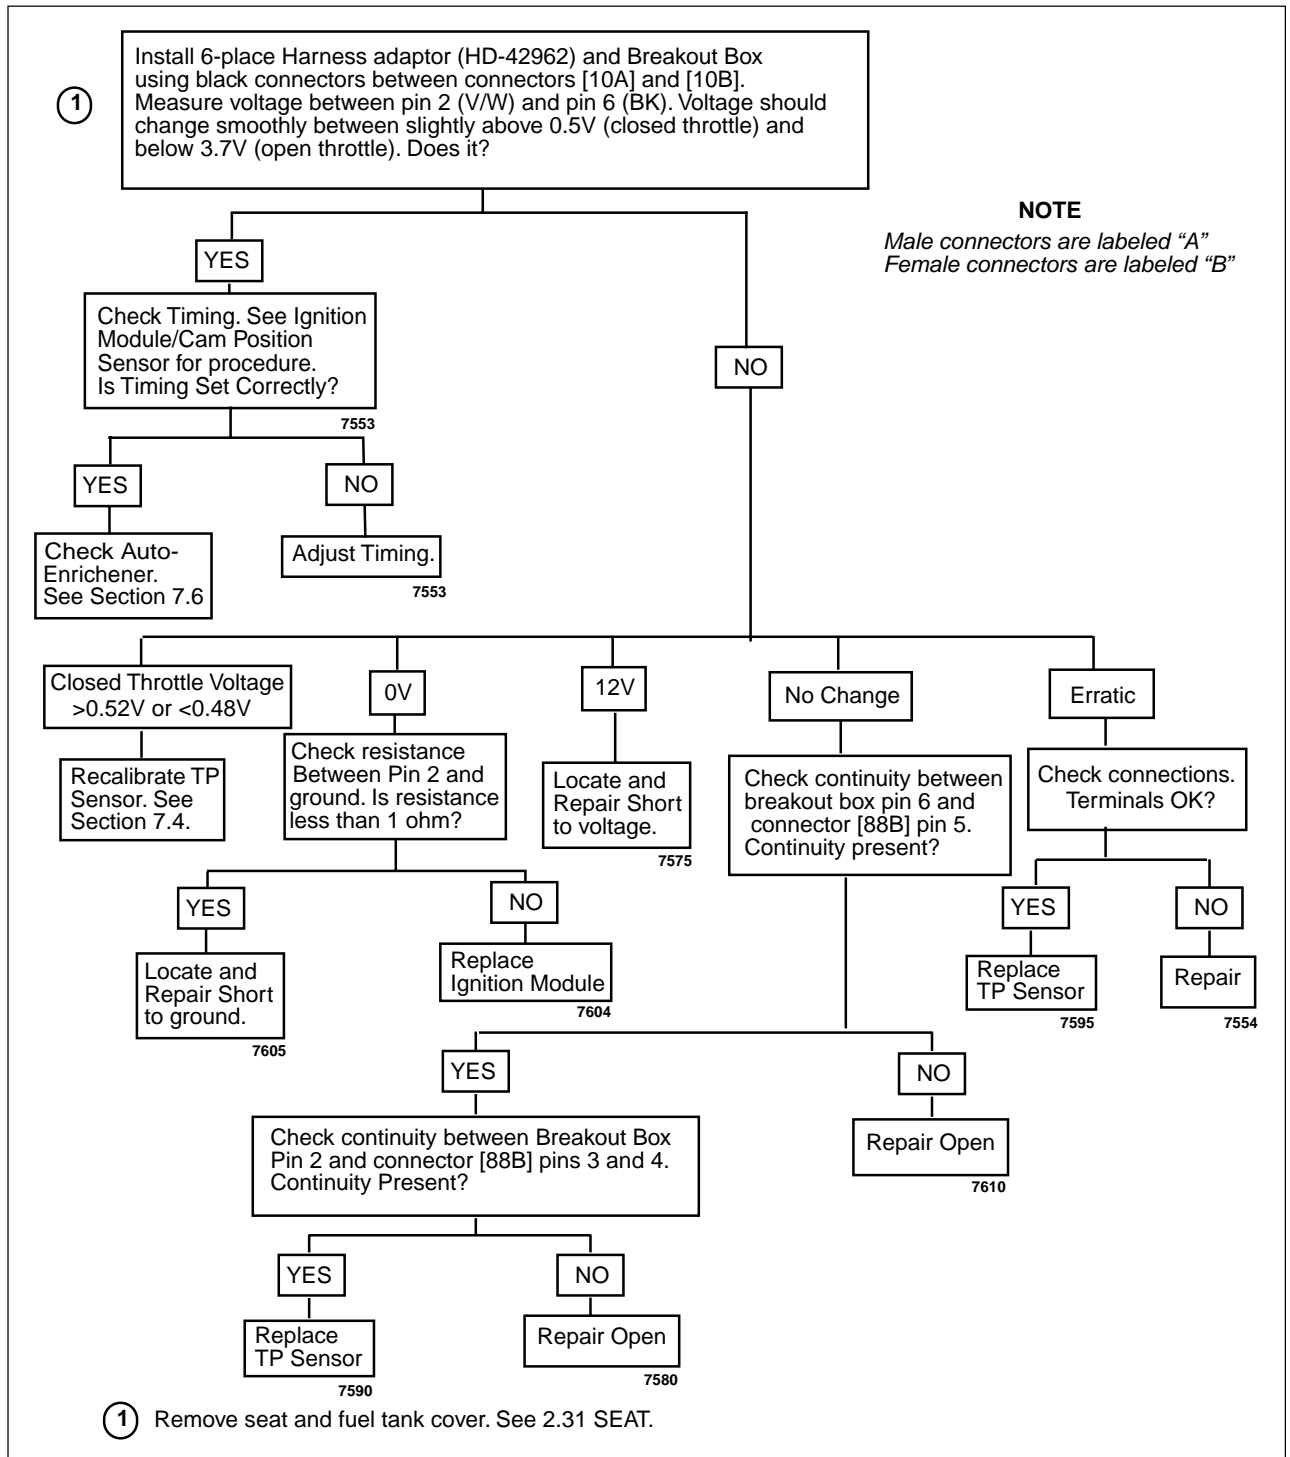 1
Install 6-place Harness adaptor (HD-42962) and Breakout Box
using black connectors between connectors [10A] and [10B].
Measure voltage between pin 2 (V/W) and pin 6 (BK). Voltage should
change smoothly between slightly above 0.5V (closed throttle) and
below 3.7V (open throttle). Does it?
NOTE
Male connectors are labeled “A”
Female connectors are labeled “B”
YES
Check Timing. See Ignition
Module/Cam Position
Sensor for procedure.
Is Timing Set Correctly?
7553
NO
YES
NO
Check Auto-
Enrichener.
See Section 7.6
Adjust Timing.
7553
Closed Throttle Voltage
>0.52V or <0.48V
0V
12V
No Change
Erratic
Recalibrate TP
Sensor. See
Section 7.4.
Check resistance
Between Pin 2 and
ground. Is resistance
less than 1 ohm?
Locate and
Repair Short
to voltage.
7575
Check continuity between
breakout box pin 6 and
connector [88B] pin 5.
Continuity present?
Check connections.
Terminals OK?
YES
NO
YES
NO
Locate and
Repair Short
to ground.
7605
Replace
Ignition Module
7604
Replace
TP Sensor
7595
Repair
7554
YES
NO
Check continuity between Breakout Box
Pin 2 and connector [88B] pins 3 and 4.
Continuity Present?
Repair Open
7610
YES
NO
Replace
TP Sensor
7590
Repair Open
7580
1 Remove seat and fuel tank cover. See 2.31 SEAT.